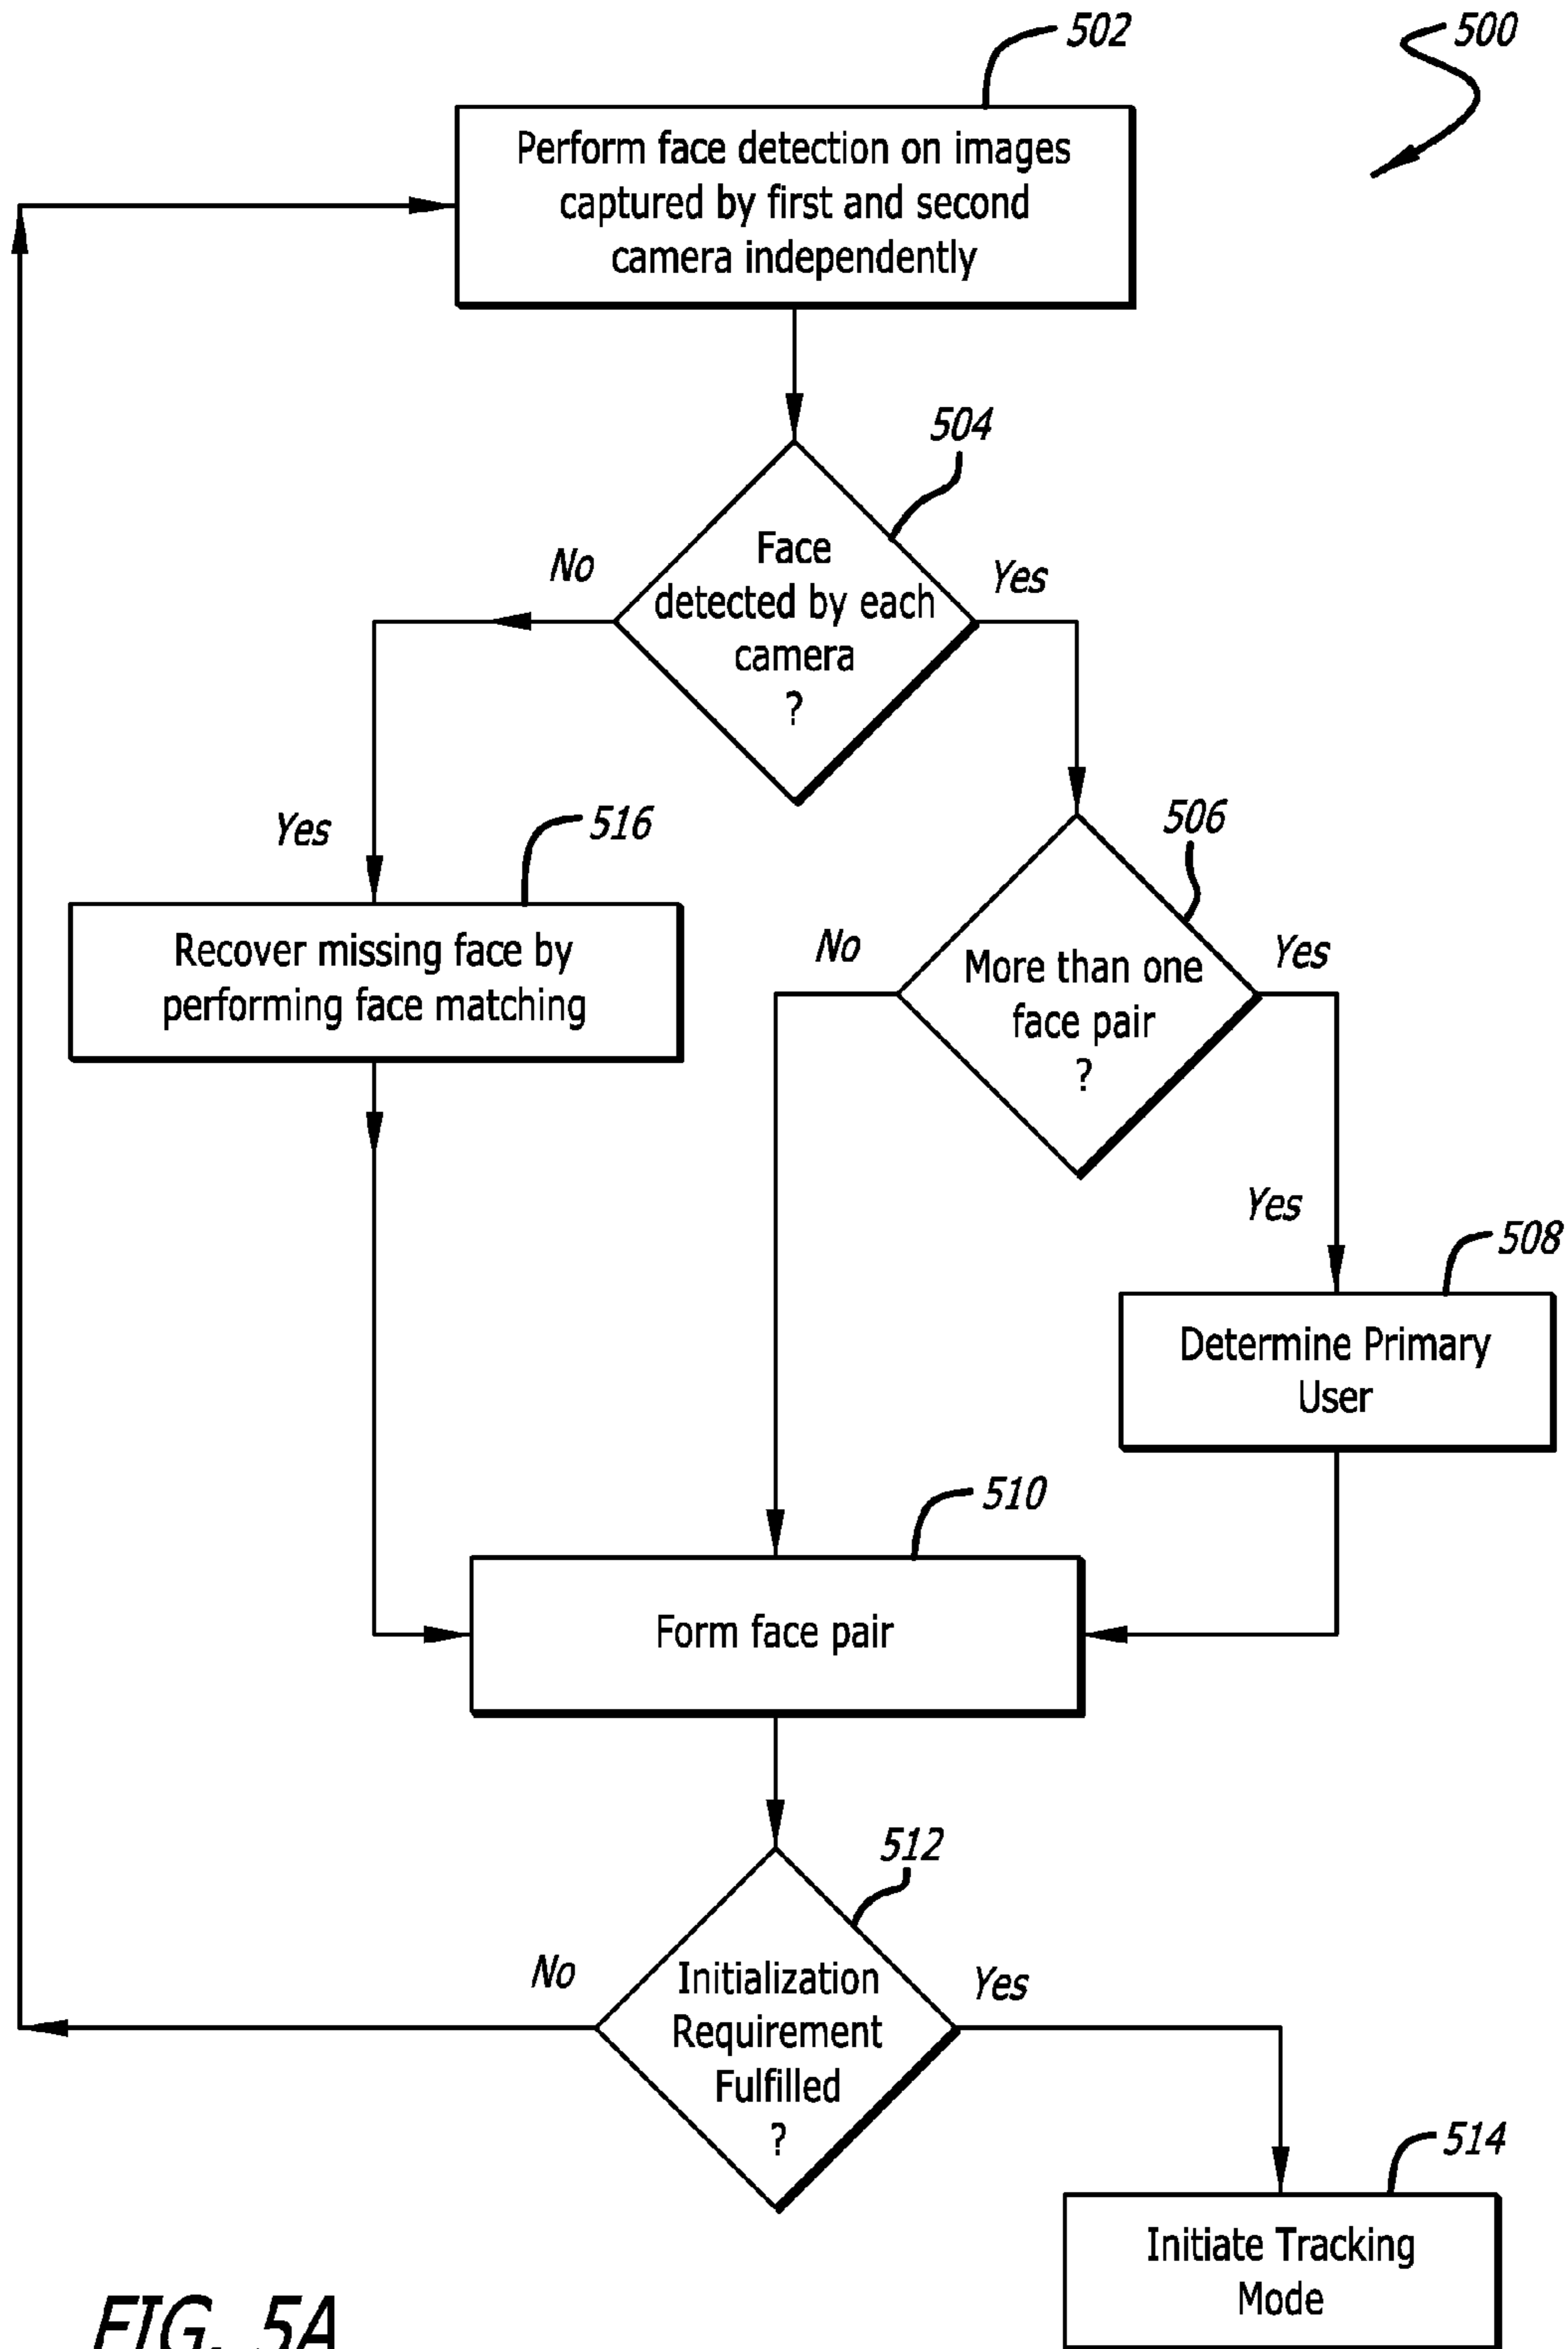 502
500
Perform face detection on images
captured by first and second
camera independently
504
No
Face
detected by each
camera
?
Yes
Yes
516
506
Recover missing face by
performing face matching
No
More than one
face pair
?
Yes
Yes
508
Determine Primary
User
510
Form face pair
512
No
Initialization
Requirement
Fulfilled
?
Yes
514
Initiate Tracking
Mode
FIG. 5A